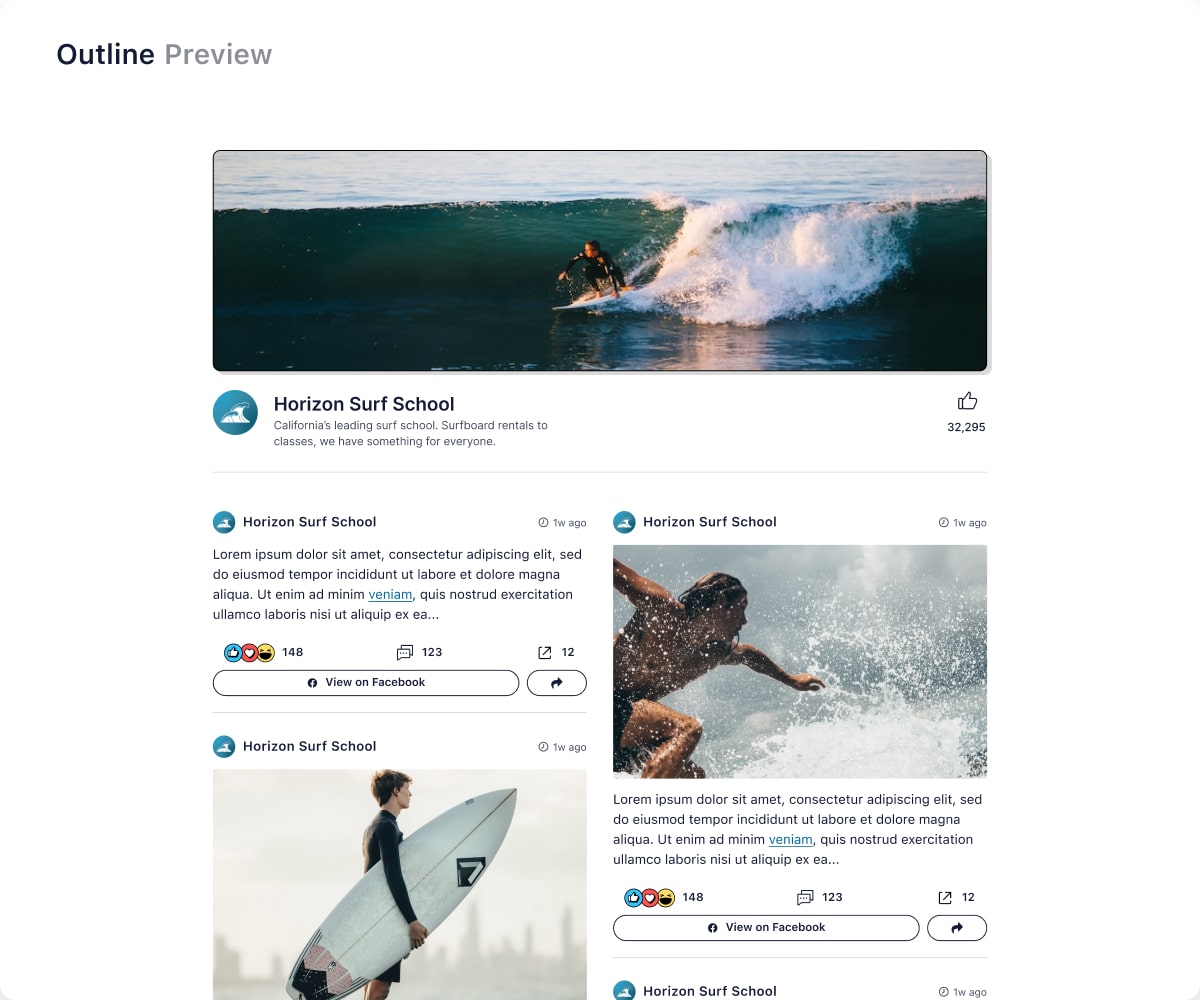 Outline Preview
Horizon Surf School
California’s leading surf school. Surfboard rentals to
classes, we have something for everyone.
32,295
Horizon Surf School
1w ago
Lorem ipsum dolor sit amet, consectetur adipiscing elit, sed
do eiusmod tempor incididunt ut labore et dolore magna
aliqua. Ut enim ad minim veniam, quis nostrud exercitation
ullamco laboris nisi ut aliquip ex ea...
148
123
12
View on Facebook
Horizon Surf School
1w ago
Horizon Surf School
1w ago
Lorem ipsum dolor sit amet, consectetur adipiscing elit, sed
do eiusmod tempor incididunt ut labore et dolore magna
aliqua. Ut enim ad minim veniam, quis nostrud exercitation
ullamco laboris nisi ut aliquip ex ea...
148
123
12
View on Facebook
Horizon Surf School
1w ago